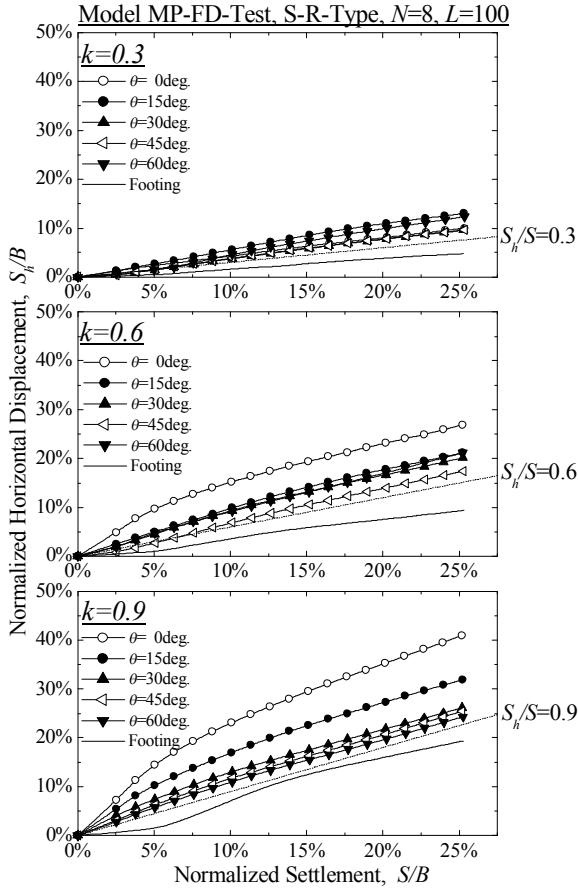 Model MP-FD-Test, S-R-Type, N=8, L=100
Normalized Horizontal Displacement, Sₕ/B
50%
40%
30%
20%
10%
0%
k=0.3
θ= 0deg.
θ=15deg.
θ=30deg.
θ=45deg.
θ=60deg.
Footing
Sₕ/S=0.3
0%
5%
10%
15%
20%
25%
50%
40%
30%
20%
10%
0%
k=0.6
θ= 0deg.
θ=15deg.
θ=30deg.
θ=45deg.
θ=60deg.
Footing
Sₕ/S=0.6
0%
5%
10%
15%
20%
25%
50%
40%
30%
20%
10%
0%
k=0.9
θ= 0deg.
θ=15deg.
θ=30deg.
θ=45deg.
θ=60deg.
Footing
Sₕ/S=0.9
0%
5%
10%
15%
20%
25%
Normalized Settlement, S/B